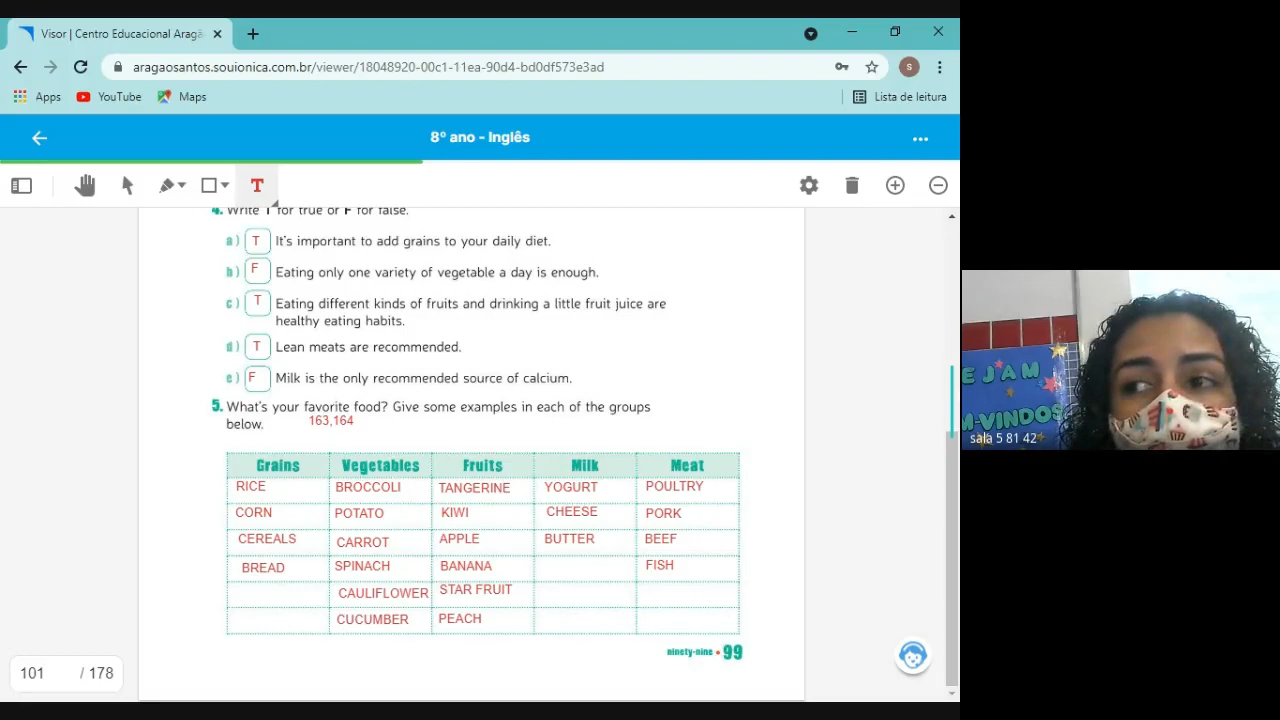 Visor | Centro Educacional Aragã
aragaosantos.souionica.com.br/viewer/18048920-00c1-11ea-90d4-bd0df573e3ad
S
Apps YouTube Maps Lista de leitura
8º ano - Inglês
T
4. Write T for true or F for false.
a) T It's important to add grains to your daily diet.
b) F Eating only one variety of vegetable a day is enough.
c) T Eating different kinds of fruits and drinking a little fruit juice are
healthy eating habits.
d) T Lean meats are recommended.
e) F Milk is the only recommended source of calcium.
5. What's your favorite food? Give some examples in each of the groups
below. 163,164
Grains Vegetables Fruits Milk Meat
RICE BROCCOLI TANGERINE YOGURT POULTRY
CORN POTATO KIWI CHEESE PORK
CEREALS CARROT APPLE BUTTER BEEF
BREAD SPINACH BANANA FISH
CAULIFLOWER STAR FRUIT
CUCUMBER PEACH
ninety-nine • 99
101 / 178
EJAM
M-VINDOS
sala 5 81 42